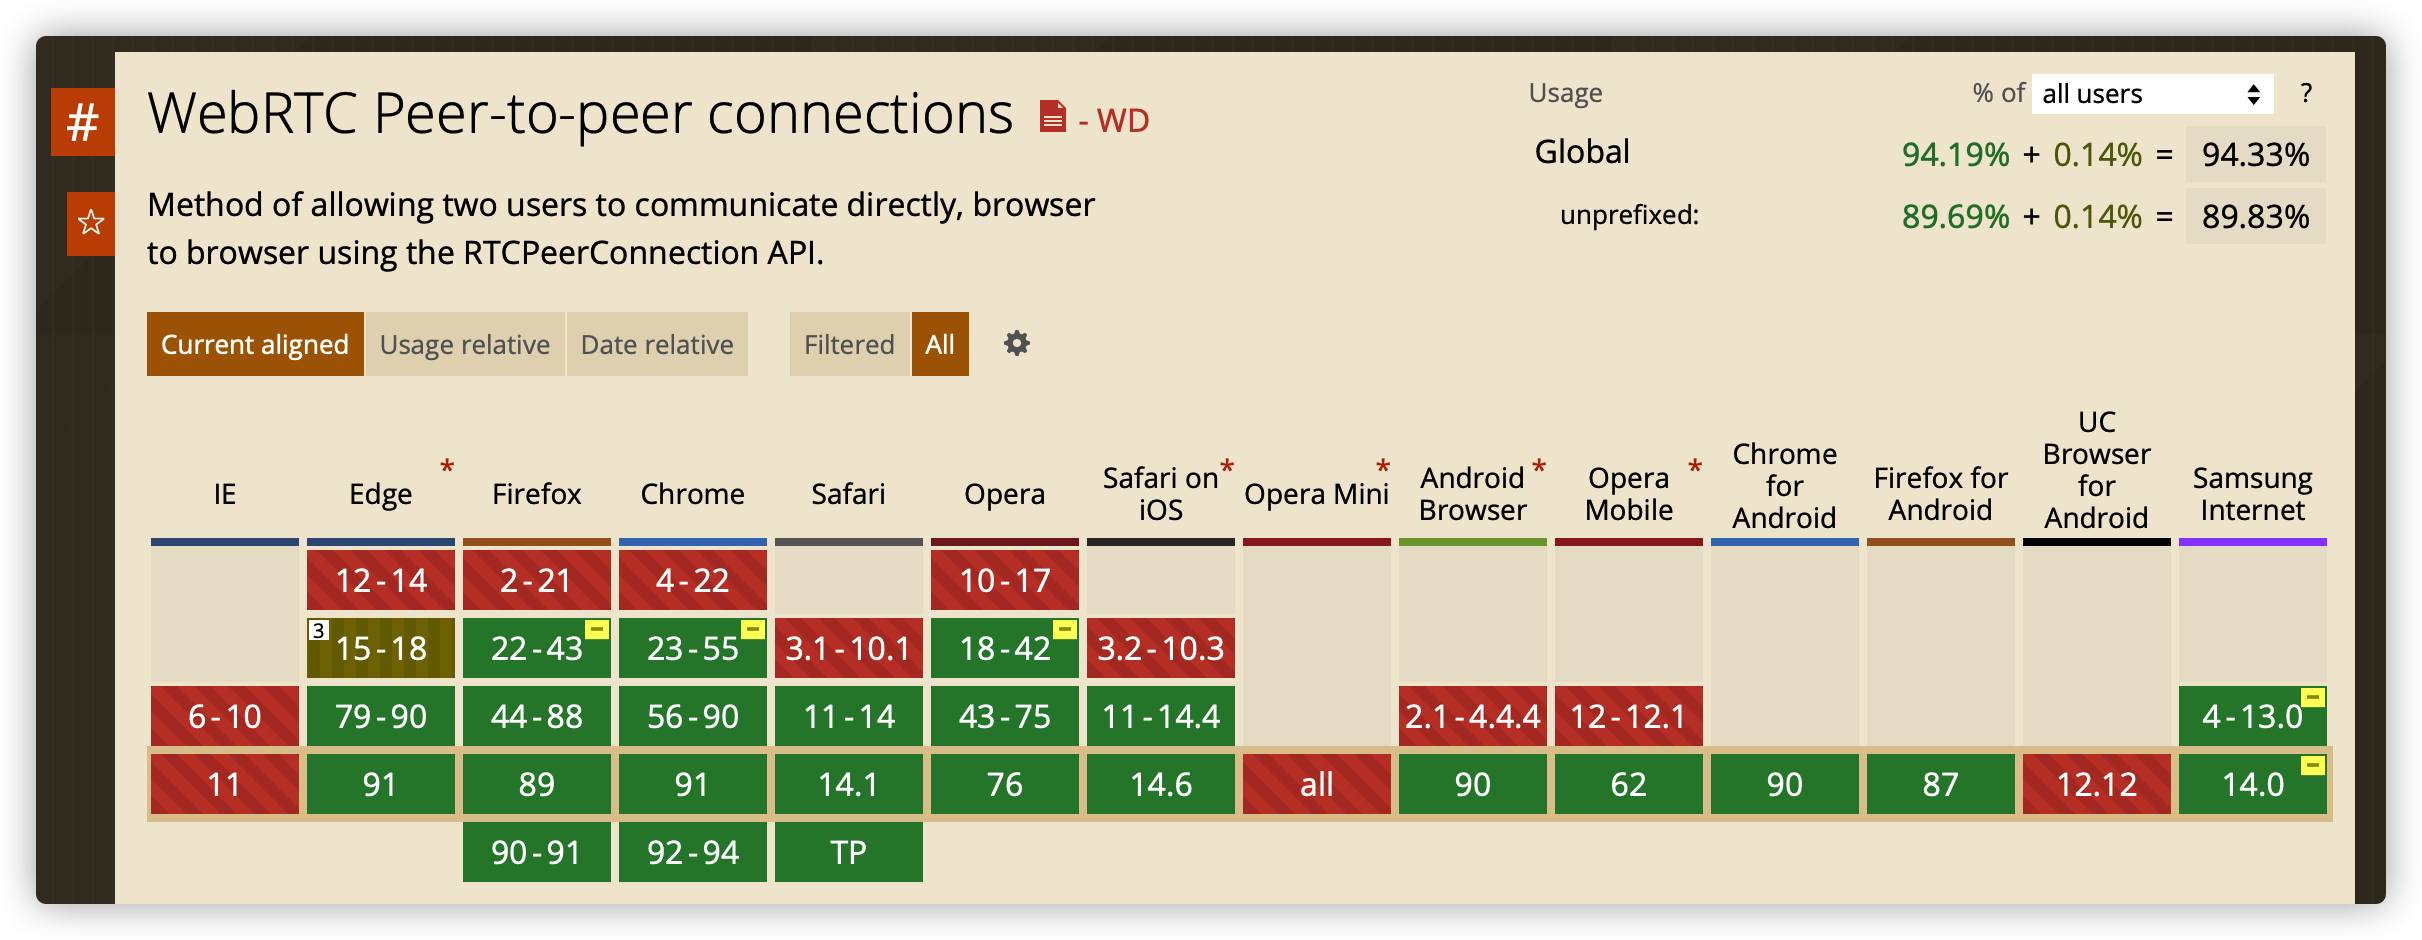 #
WebRTC Peer-to-peer connections - WD
☆
Method of allowing two users to communicate directly, browser
to browser using the RTCPeerConnection API.
Usage % of all users ?
Global 94.19% + 0.14% = 94.33%
unprefixed: 89.69% + 0.14% = 89.83%
Current aligned Usage relative Date relative Filtered All
IE
Edge *
Firefox
Chrome
Safari
Opera
Safari on *
iOS
Opera Mini *
Android *
Browser
Opera *
Mobile
Chrome
for
Android
Firefox for
Android
UC
Browser
for
Android
Samsung
Internet
12-14 2-21 4-22 10-17
3 15-18 22-43 - 23-55 - 3.1-10.1 18-42 - 3.2-10.3
6-10 79-90 44-88 56-90 11-14 43-75 11-14.4 2.1-4.4.4 12-12.1 4-13.0 -
11 91 89 91 14.1 76 14.6 all 90 62 90 87 12.12 14.0 -
90-91 92-94 TP